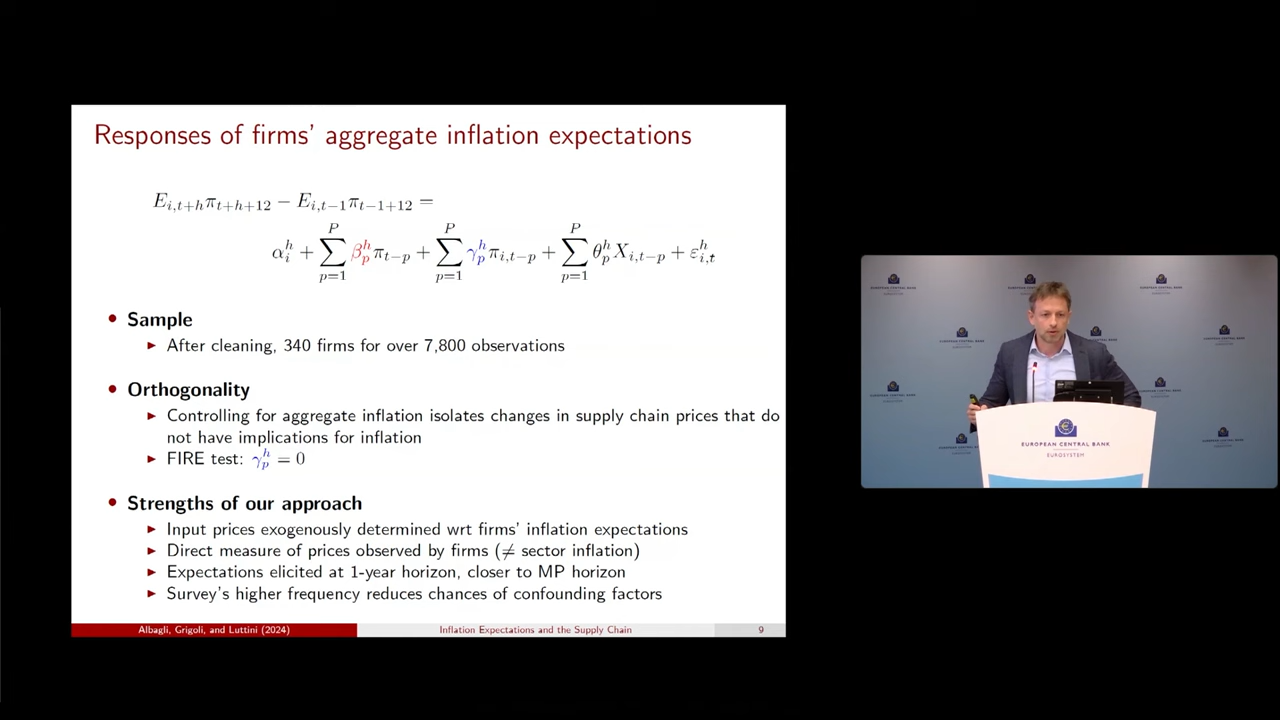 Responses of firms' aggregate inflation expectations
E_{i,t+h}π_{t+h+12} − E_{i,t−1}π_{t−1+12} =
α_i^h + ∑_{p=1}^{P} β_p^h π_{t−p} + ∑_{p=1}^{P} γ_p^h π_{i,t−p} + ∑_{p=1}^{P} θ_p^h X_{i,t−p} + ε_{i,t}^h
• Sample
▶ After cleaning, 340 firms for over 7,800 observations
• Orthogonality
▶ Controlling for aggregate inflation isolates changes in supply chain prices that do
not have implications for inflation
▶ FIRE test: γ_p^h = 0
• Strengths of our approach
▶ Input prices exogenously determined wrt firms' inflation expectations
▶ Direct measure of prices observed by firms (≠ sector inflation)
▶ Expectations elicited at 1-year horizon, closer to MP horizon
▶ Survey's higher frequency reduces chances of confounding factors
Albagli, Grigoli, and Luttini (2024) Inflation Expectations and the Supply Chain 9
EUROPEAN CENTRAL BANK
EUROSYSTEM